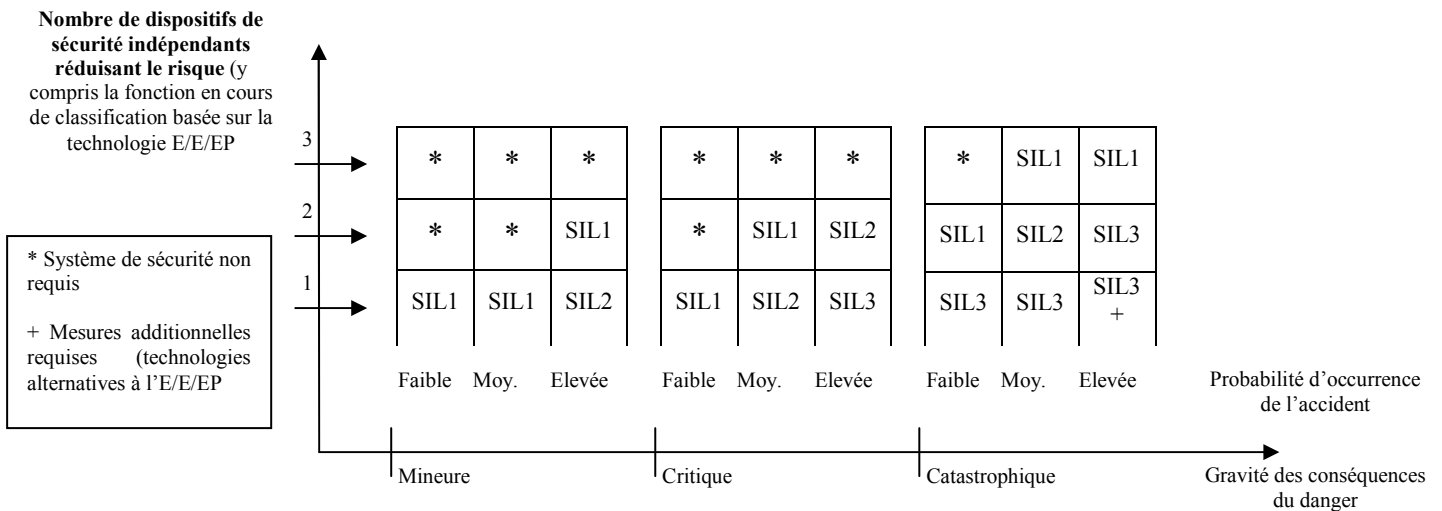 Nombre de dispositifs de
sécurité indépendants
réduisant le risque (y
compris la fonction en cours
de classification basée sur la
technologie E/E/EP
3
* * * * * * * SIL1 SIL1
2
* * SIL1 * SIL1 SIL2 SIL1 SIL2 SIL3
1
SIL1 SIL1 SIL2 SIL1 SIL2 SIL3 SIL3 SIL3 SIL3
+
* Système de sécurité non
requis
+ Mesures additionnelles
requises (technologies
alternatives à l’E/E/EP
Faible Moy. Elevée Faible Moy. Elevée Faible Moy. Elevée
Probabilité d’occurrence
de l’accident
Mineure Critique Catastrophique
Gravité des conséquences
du danger